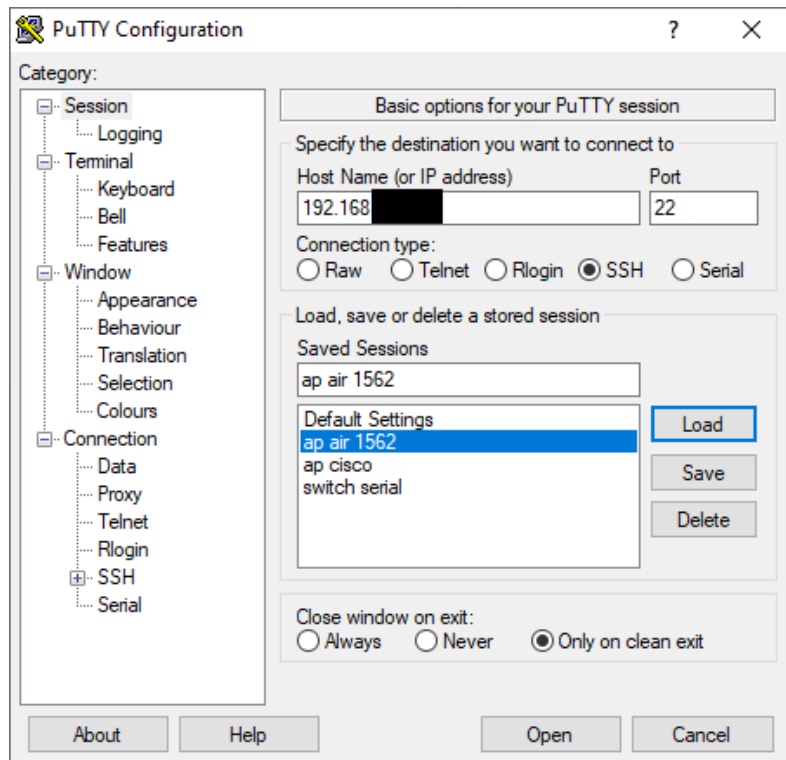 PuTTY Configuration
?
Category:
Session
Logging
Terminal
Keyboard
Bell
Features
Window
Appearance
Behaviour
Translation
Selection
Colours
Connection
Data
Proxy
Telnet
Rlogin
SSH
Serial
Basic options for your PuTTY session
Specify the destination you want to connect to
Host Name (or IP address) Port
192.168 22
Connection type:
Raw Telnet Rlogin SSH Serial
Load, save or delete a stored session
Saved Sessions
ap air 1562
Default Settings
ap air 1562
ap cisco
switch serial
Load
Save
Delete
Close window on exit:
Always Never Only on clean exit
About Help Open Cancel